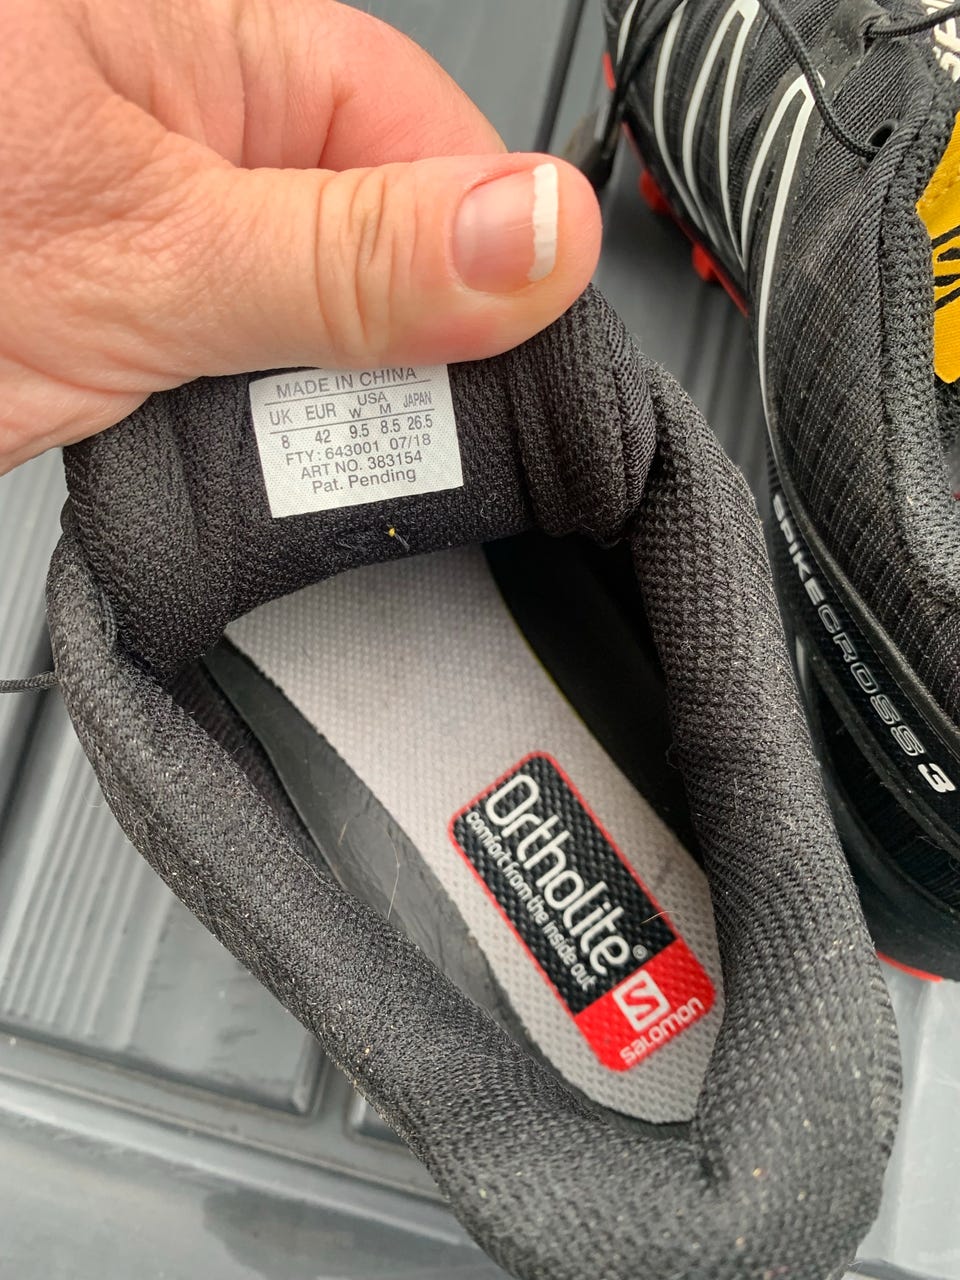 MADE IN CHINA
UK EUR USA JAPAN
W M
8 42 9.5 8.5 26.5
FTY: 643001 07/18
ART NO. 383154
Pat. Pending
SPIKECROSS 3
Ortholite®
comfort from the inside out
salomon